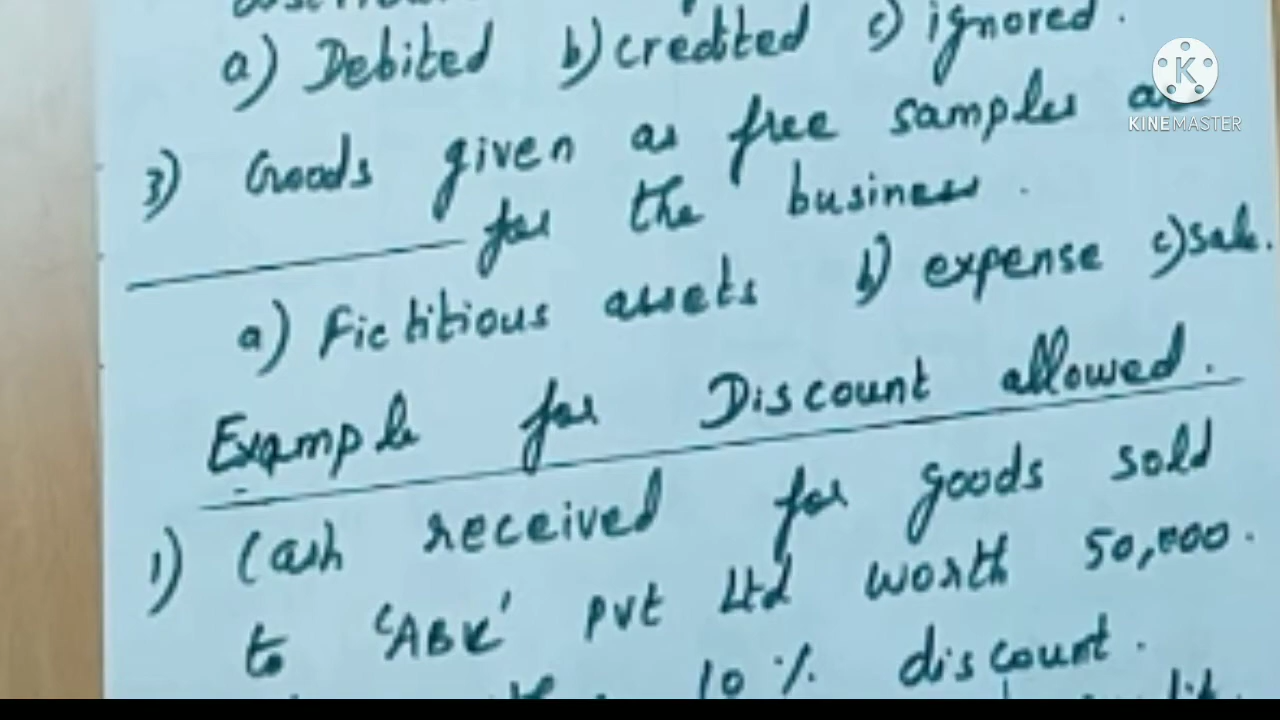 a) Debited b) credited c) ignored.
3) Goods given as free samples are
for the business.
a) Fictitious assets b) expense c) sale.
Example for Discount allowed.
1) Cash received for goods sold
to 'ABK' pvt Ltd worth 50,000.
10 % discount.
KINEMASTER